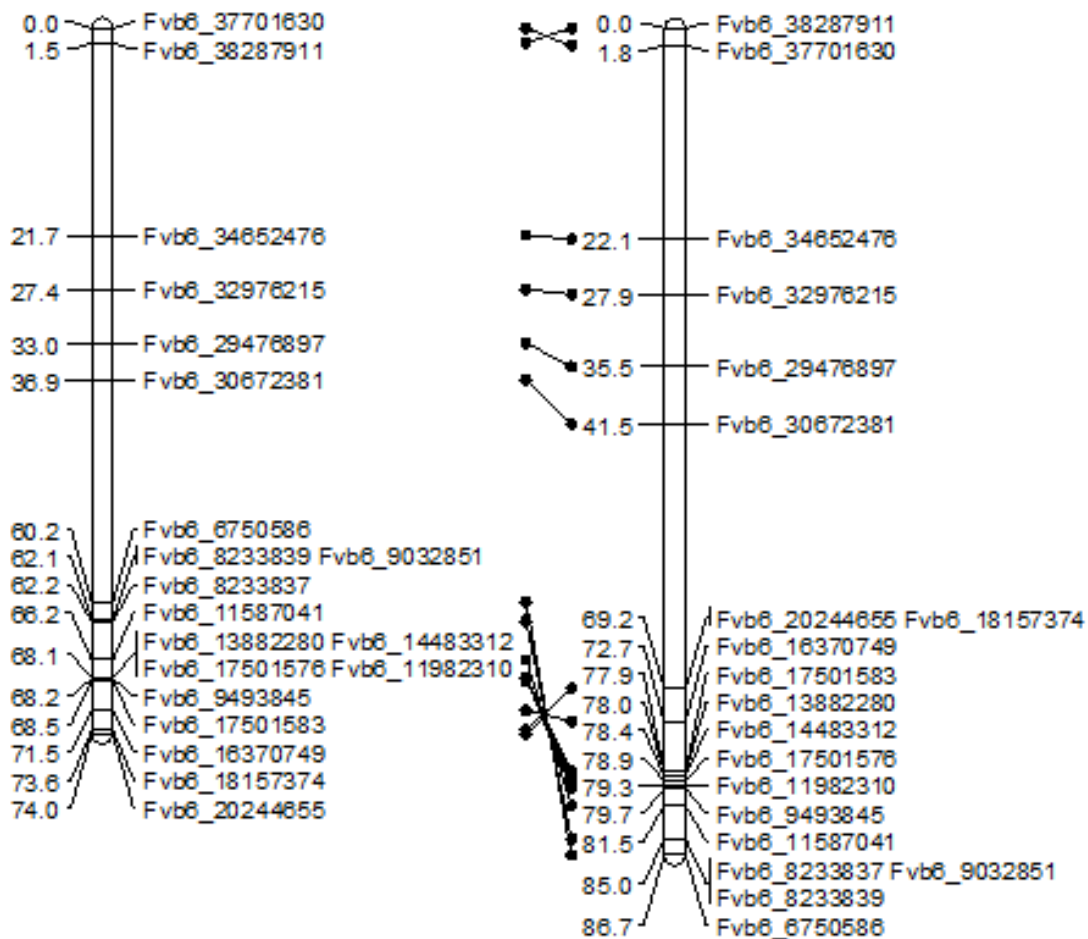 0.0 Fvb6_37701630
1.5 Fvb6_38287911
21.7 Fvb6_34652476
27.4 Fvb6_32976215
33.0 Fvb6_29476897
36.9 Fvb6_30672381
60.2 Fvb6_6750586
62.1 Fvb6_8233839 Fvb6_9032851
62.2 Fvb6_8233837
66.2 Fvb6_11587041
68.1 Fvb6_13882280 Fvb6_14483312
Fvb6_17501576 Fvb6_11982310
68.2 Fvb6_9493845
68.5 Fvb6_17501583
71.5 Fvb6_16370749
73.6 Fvb6_18157374
74.0 Fvb6_20244655
0.0 Fvb6_38287911
1.8 Fvb6_37701630
22.1 Fvb6_34652476
27.9 Fvb6_32976215
35.5 Fvb6_29476897
41.5 Fvb6_30672381
69.2 Fvb6_20244655 Fvb6_18157374
72.7 Fvb6_16370749
77.9 Fvb6_17501583
78.0 Fvb6_13882280
78.4 Fvb6_14483312
78.9 Fvb6_17501576
79.3 Fvb6_11982310
79.7 Fvb6_9493845
81.5 Fvb6_11587041
85.0 Fvb6_8233837 Fvb6_9032851
Fvb6_8233839
86.7 Fvb6_6750586